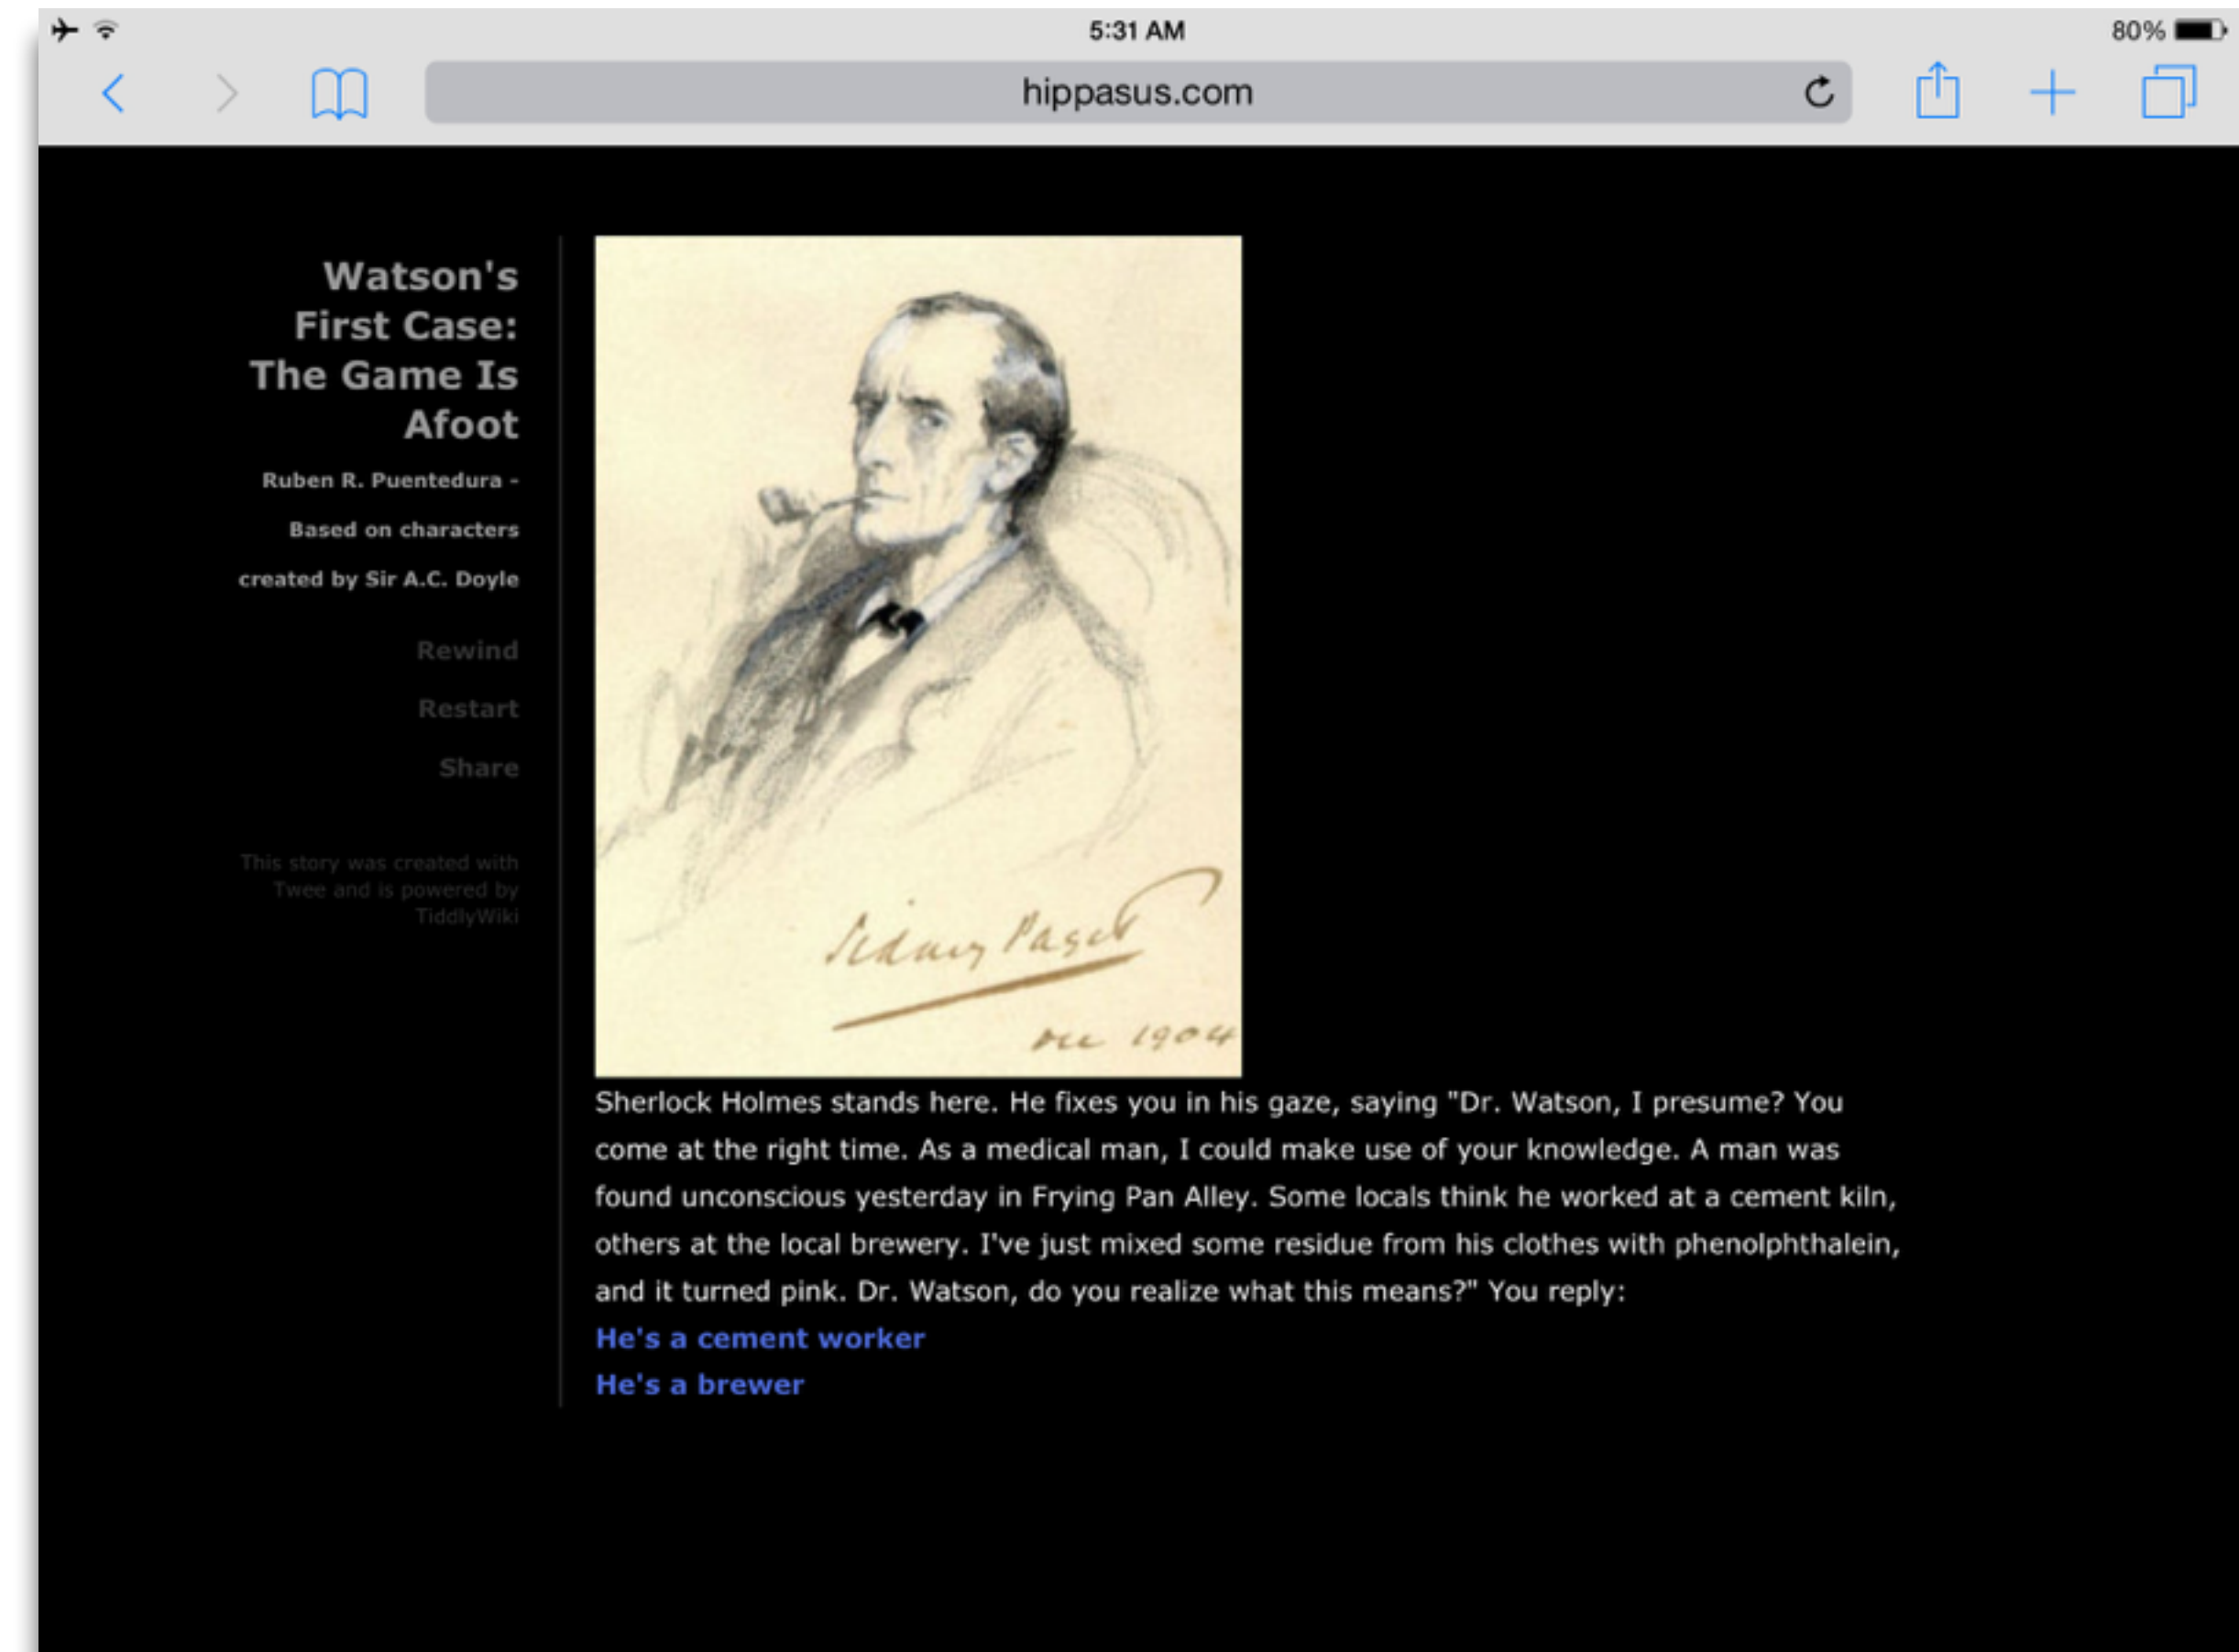 5:31 AM
80%
hippasus.com
Watson's
First Case:
The Game Is
Afoot
Ruben R. Puentedura -
Based on characters
created by Sir A.C. Doyle
Rewind
Restart
Share
This story was created with
Twee and is powered by
TiddlyWiki
Sidney Paget
Dec 1904
Sherlock Holmes stands here. He fixes you in his gaze, saying "Dr. Watson, I presume? You
come at the right time. As a medical man, I could make use of your knowledge. A man was
found unconscious yesterday in Frying Pan Alley. Some locals think he worked at a cement kiln,
others at the local brewery. I've just mixed some residue from his clothes with phenolphthalein,
and it turned pink. Dr. Watson, do you realize what this means?" You reply:
He's a cement worker
He's a brewer